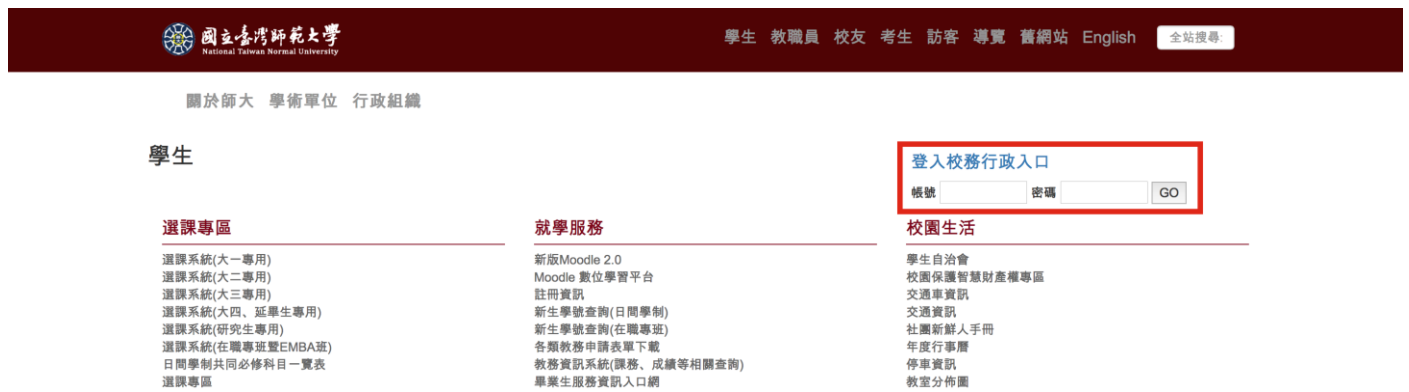 國立臺灣師範大學
National Taiwan Normal University
學生 教職員 校友 考生 訪客 導覽 舊網站 English 全站搜尋:
關於師大 學術單位 行政組織
學生
登入校務行政入口
帳號 密碼 GO
選課專區
選課系統(大一專用)
選課系統(大二專用)
選課系統(大三專用)
選課系統(大四、延畢生專用)
選課系統(研究生專用)
選課系統(在職專班暨EMBA班)
日間學制共同必修科目一覽表
選課專區
就學服務
新版Moodle 2.0
Moodle 數位學習平台
註冊資訊
新生學號查詢(日間學制)
新生學號查詢(在職專班)
各類教務申請表單下載
教務資訊系統(課務、成績等相關查詢)
畢業生服務資訊入口網
校園生活
學生自治會
校園保護智慧財產權專區
交通車資訊
交通資訊
社團新鮮人手冊
年度行事曆
停車資訊
教室分佈圖